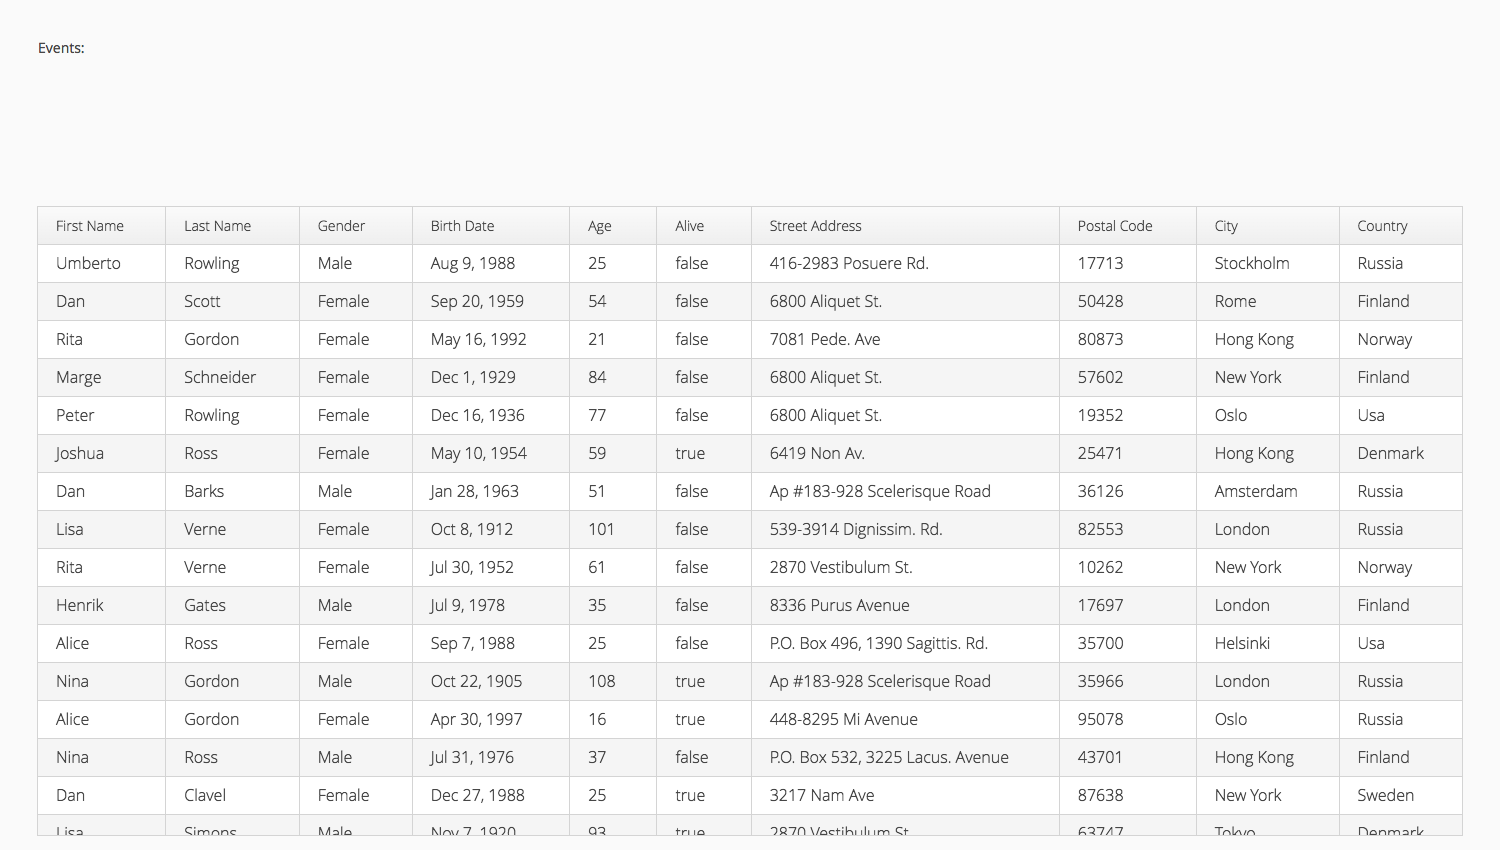 Events:
First Name Last Name Gender Birth Date Age Alive Street Address Postal Code City Country
Umberto Rowling Male Aug 9, 1988 25 false 416-2983 Posuere Rd. 17713 Stockholm Russia
Dan Scott Female Sep 20, 1959 54 false 6800 Aliquet St. 50428 Rome Finland
Rita Gordon Female May 16, 1992 21 false 7081 Pede. Ave 80873 Hong Kong Norway
Marge Schneider Female Dec 1, 1929 84 false 6800 Aliquet St. 57602 New York Finland
Peter Rowling Female Dec 16, 1936 77 false 6800 Aliquet St. 19352 Oslo Usa
Joshua Ross Female May 10, 1954 59 true 6419 Non Av. 25471 Hong Kong Denmark
Dan Barks Male Jan 28, 1963 51 false Ap #183-928 Scelerisque Road 36126 Amsterdam Russia
Lisa Verne Female Oct 8, 1912 101 false 539-3914 Dignissim. Rd. 82553 London Russia
Rita Verne Female Jul 30, 1952 61 false 2870 Vestibulum St. 10262 New York Norway
Henrik Gates Male Jul 9, 1978 35 false 8336 Purus Avenue 17697 London Finland
Alice Ross Female Sep 7, 1988 25 false P.O. Box 496, 1390 Sagittis. Rd. 35700 Helsinki Usa
Nina Gordon Male Oct 22, 1905 108 true Ap #183-928 Scelerisque Road 35966 London Russia
Alice Gordon Female Apr 30, 1997 16 true 448-8295 Mi Avenue 95078 Oslo Russia
Nina Ross Male Jul 31, 1976 37 false P.O. Box 532, 3225 Lacus. Avenue 43701 Hong Kong Finland
Dan Clavel Female Dec 27, 1988 25 true 3217 Nam Ave 87638 New York Sweden
Lisa Simons Male Nov 7, 1920 93 true 2870 Vestibulum St. 63747 Tokyo Denmark